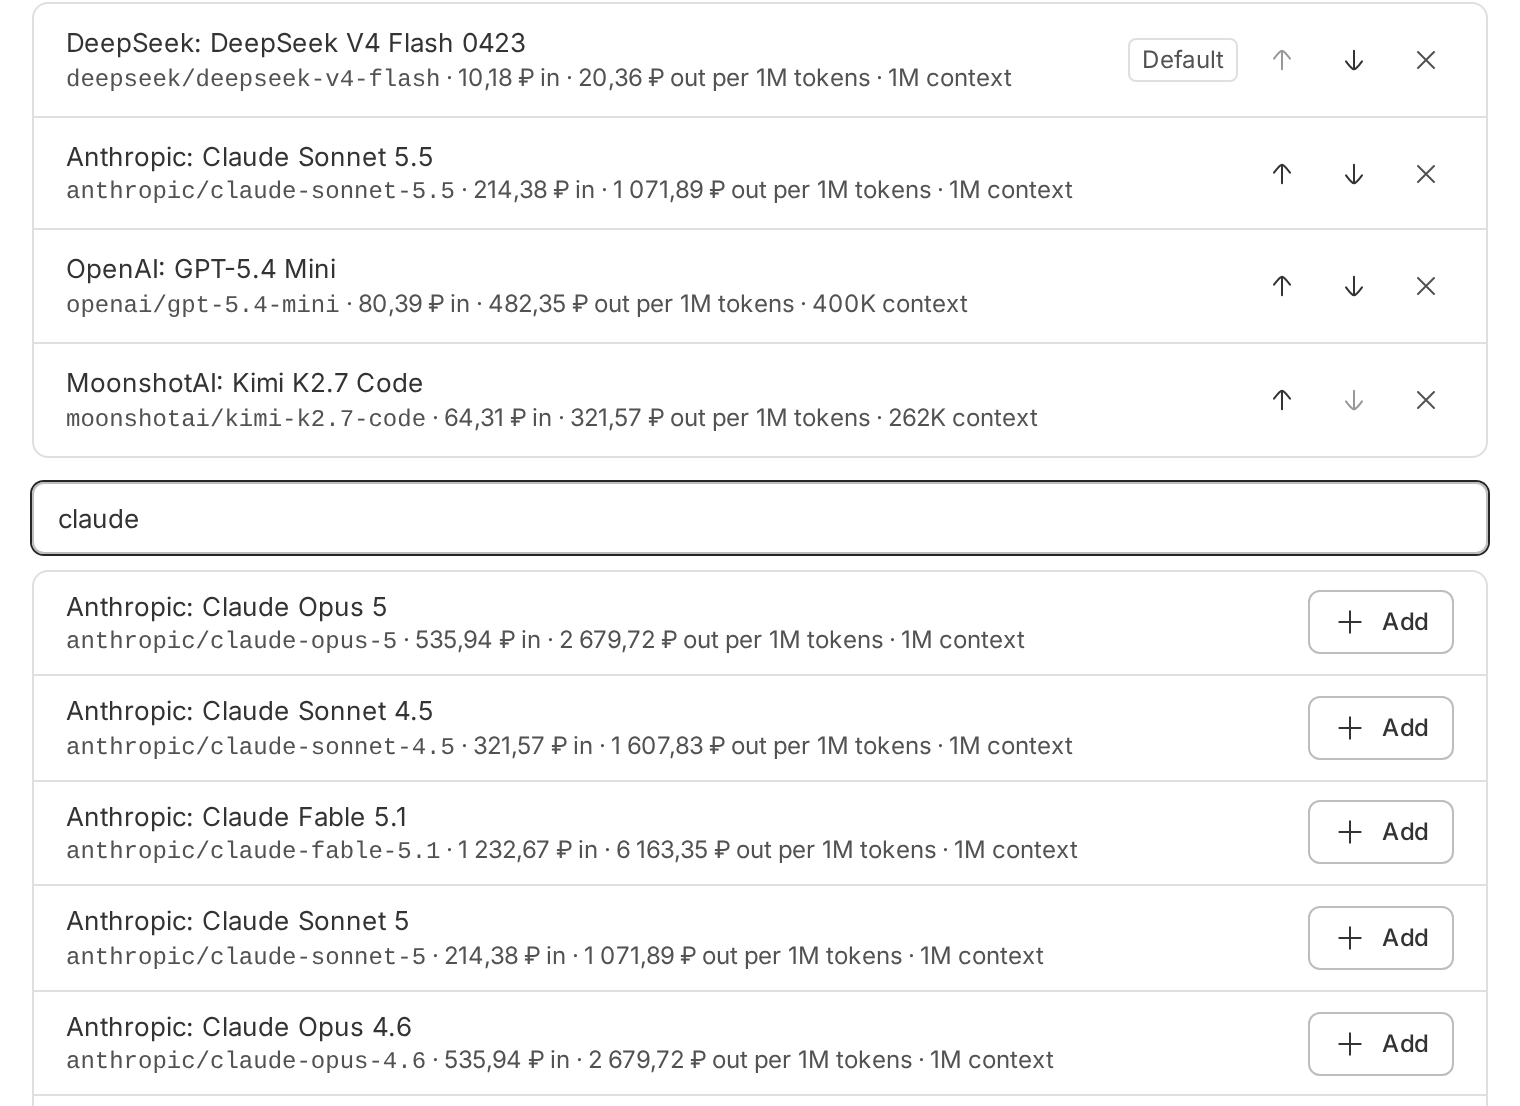 DeepSeek: DeepSeek V4 Flash 0423
deepseek/deepseek-v4-flash · 10,18 ₽ in · 20,36 ₽ out per 1M tokens · 1M context
Default
Anthropic: Claude Sonnet 5.5
anthropic/claude-sonnet-5.5 · 214,38 ₽ in · 1 071,89 ₽ out per 1M tokens · 1M context
OpenAI: GPT-5.4 Mini
openai/gpt-5.4-mini · 80,39 ₽ in · 482,35 ₽ out per 1M tokens · 400K context
MoonshotAI: Kimi K2.7 Code
moonshotai/kimi-k2.7-code · 64,31 ₽ in · 321,57 ₽ out per 1M tokens · 262K context
claude
Anthropic: Claude Opus 5
anthropic/claude-opus-5 · 535,94 ₽ in · 2 679,72 ₽ out per 1M tokens · 1M context
Add
Anthropic: Claude Sonnet 4.5
anthropic/claude-sonnet-4.5 · 321,57 ₽ in · 1 607,83 ₽ out per 1M tokens · 1M context
Add
Anthropic: Claude Fable 5.1
anthropic/claude-fable-5.1 · 1 232,67 ₽ in · 6 163,35 ₽ out per 1M tokens · 1M context
Add
Anthropic: Claude Sonnet 5
anthropic/claude-sonnet-5 · 214,38 ₽ in · 1 071,89 ₽ out per 1M tokens · 1M context
Add
Anthropic: Claude Opus 4.6
anthropic/claude-opus-4.6 · 535,94 ₽ in · 2 679,72 ₽ out per 1M tokens · 1M context
Add